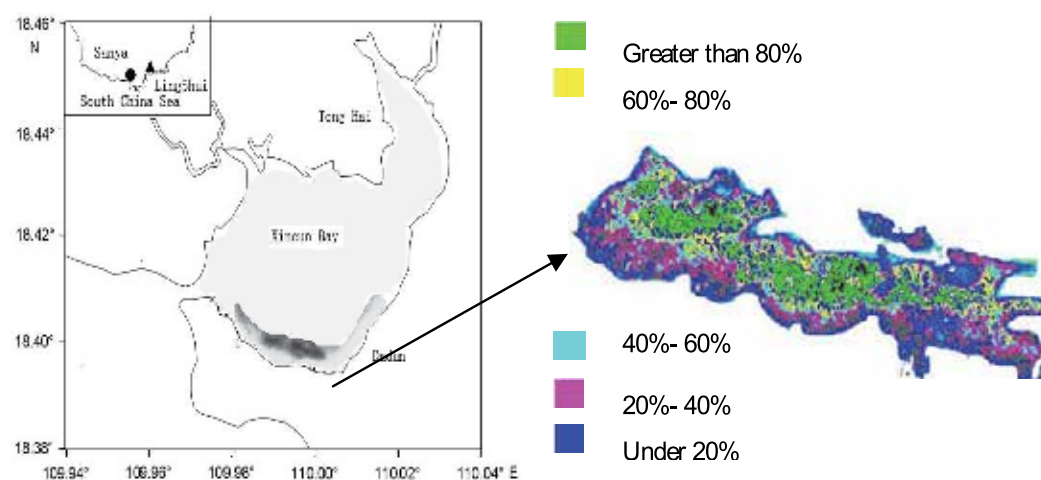 18.46°
N
18.44°
18.42°
18.40°
18.38°
109.94°
109.96°
109.98°
110.00°
110.02°
110.04° E
Sanya
LingShui
South China Sea
Tong Hai
Xincun Bay
Greater than 80%
60%- 80%
40%- 60%
20%- 40%
Under 20%